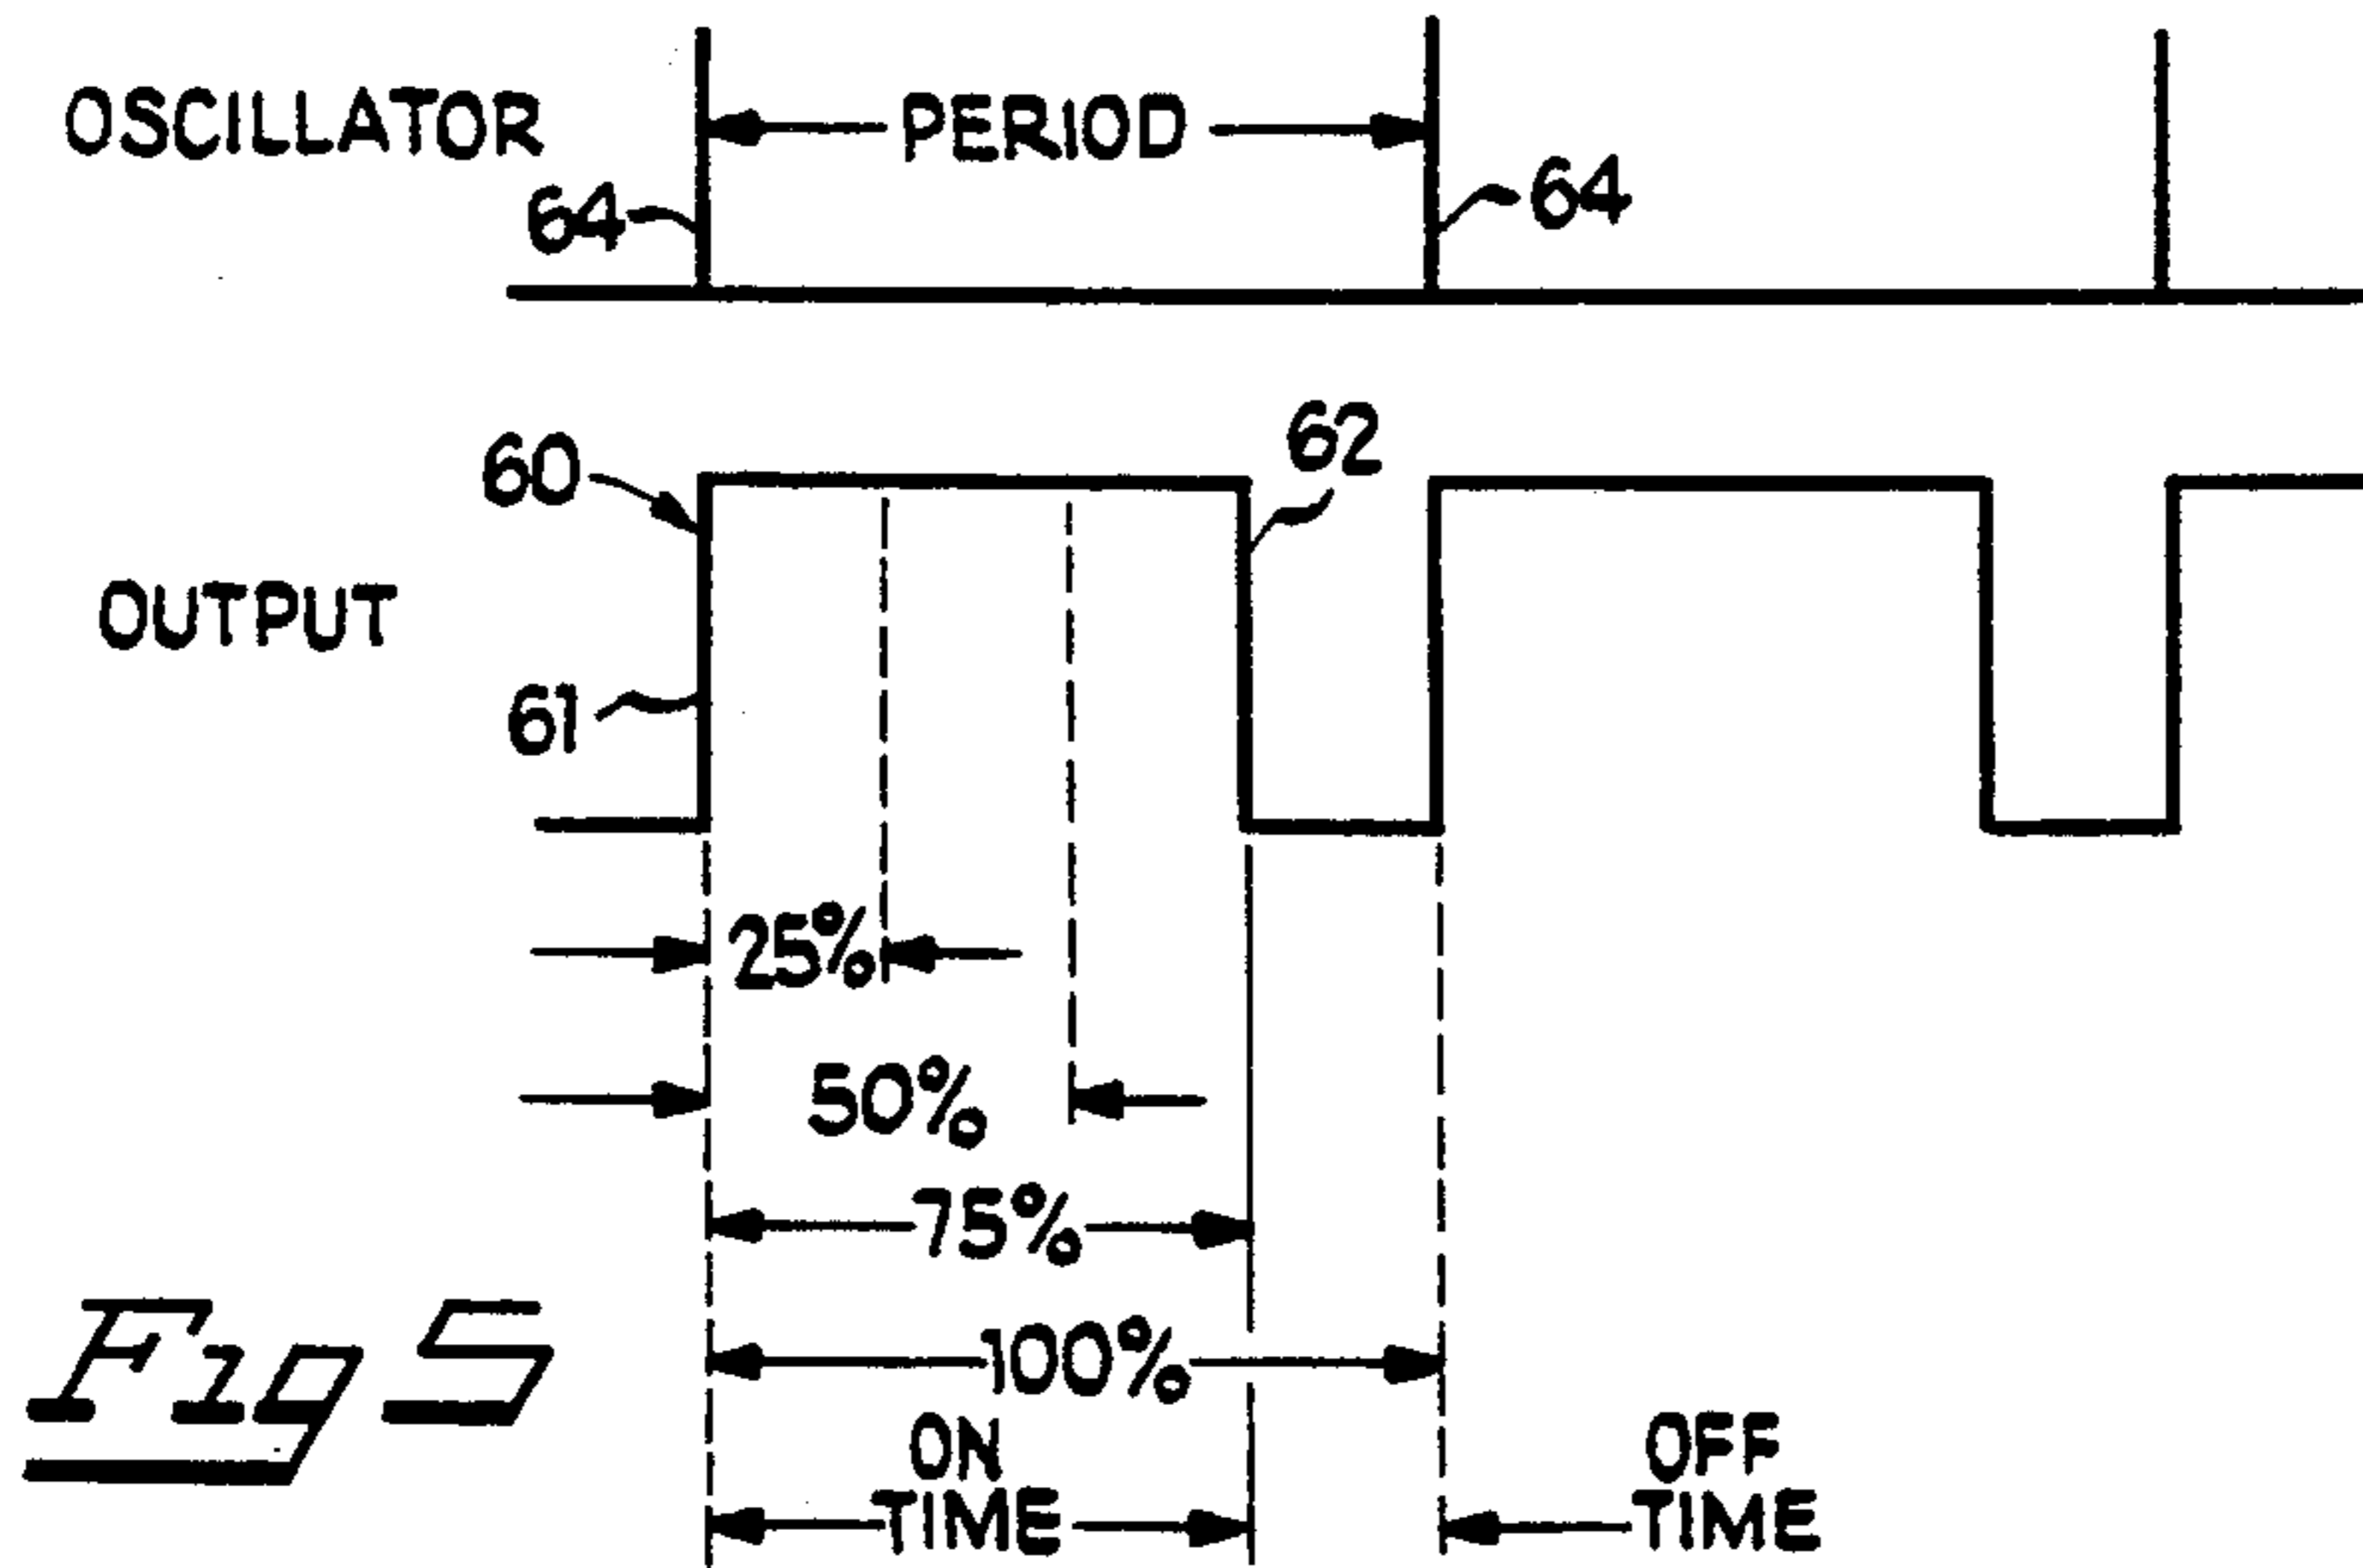 OSCILLATOR
PERIOD
64
64
60
62
OUTPUT
61
25%
50%
75%
100%
ON
TIME
OFF
TIME
Fig 5